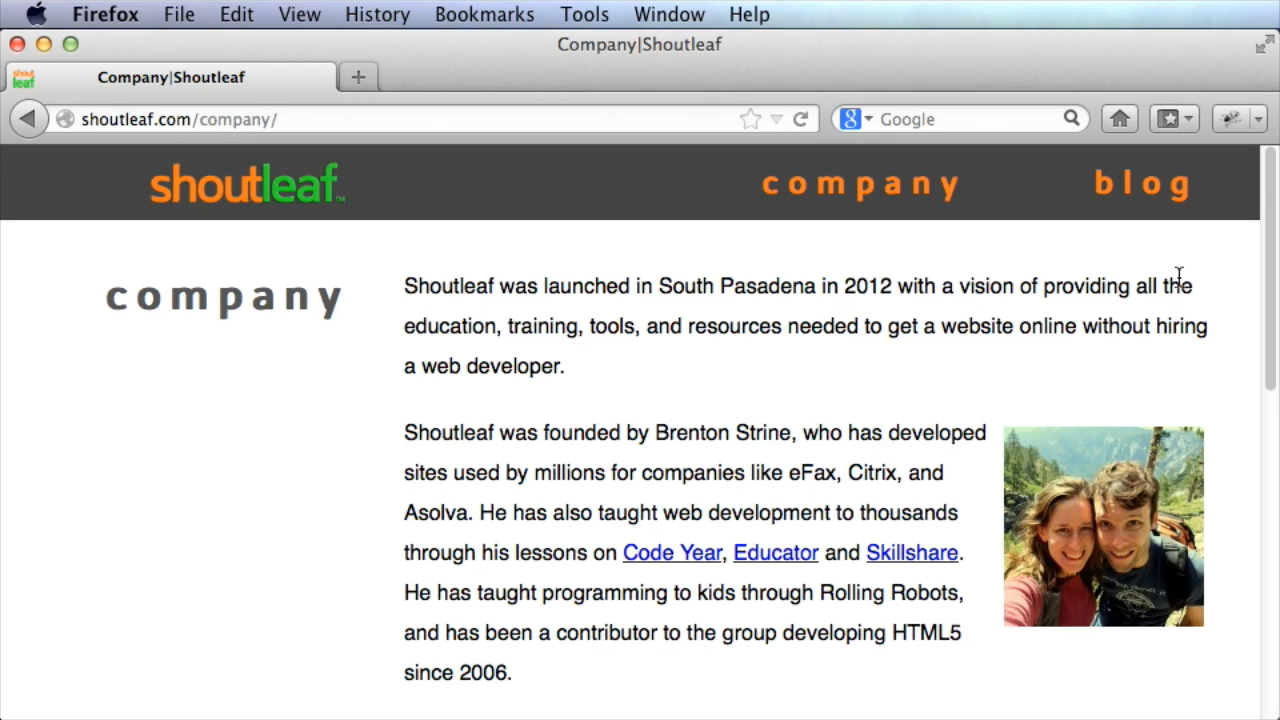 Firefox File Edit View History Bookmarks Tools Window Help
Company|Shoutleaf
shout
leaf
Company|Shoutleaf
shoutleaf.com/company/
8 Google
shoutleaf™ company blog
company
Shoutleaf was launched in South Pasadena in 2012 with a vision of providing all the
education, training, tools, and resources needed to get a website online without hiring
a web developer.
Shoutleaf was founded by Brenton Strine, who has developed
sites used by millions for companies like eFax, Citrix, and
Asolva. He has also taught web development to thousands
through his lessons on Code Year, Educator and Skillshare.
He has taught programming to kids through Rolling Robots,
and has been a contributor to the group developing HTML5
since 2006.